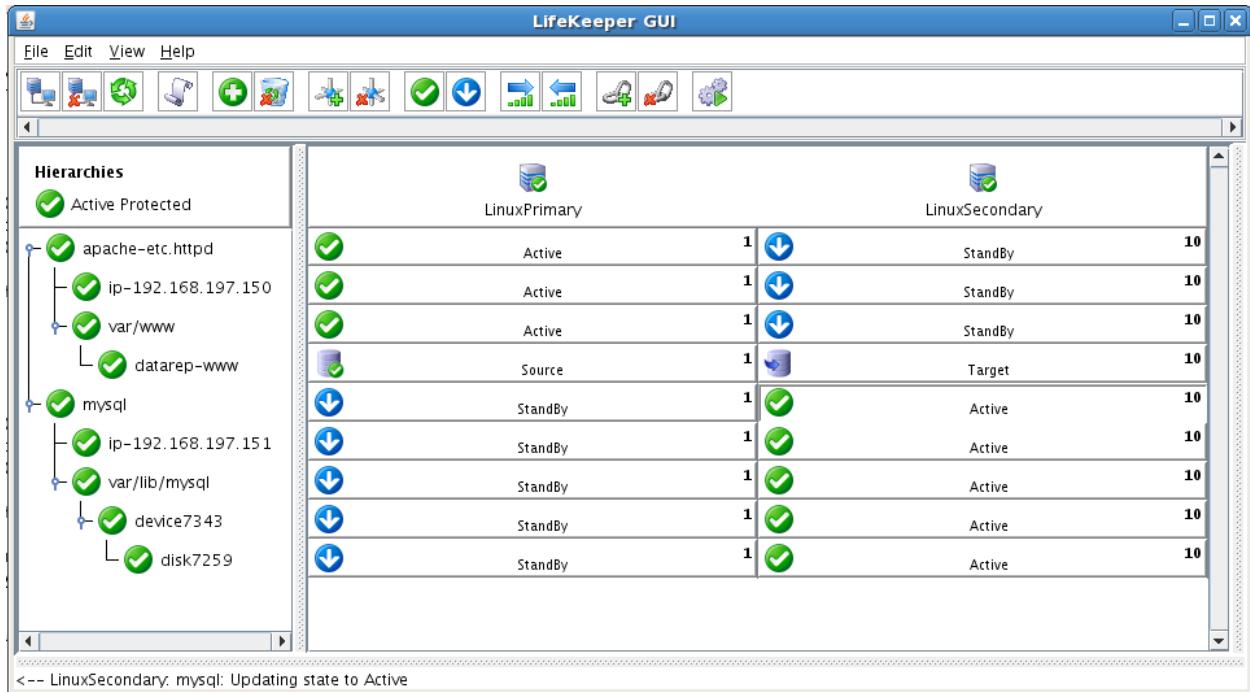 LifeKeeper GUI
File Edit View Help
Hierarchies
Active Protected
LinuxPrimary LinuxSecondary
apache-etc.httpd Active 1 StandBy 10
ip-192.168.197.150 Active 1 StandBy 10
var/www Active 1 StandBy 10
datarep-www Source 1 Target 10
mysql StandBy 1 Active 10
ip-192.168.197.151 StandBy 1 Active 10
var/lib/mysql StandBy 1 Active 10
device7343 StandBy 1 Active 10
disk7259 StandBy 1 Active 10
<-- LinuxSecondary: mysql: Updating state to Active